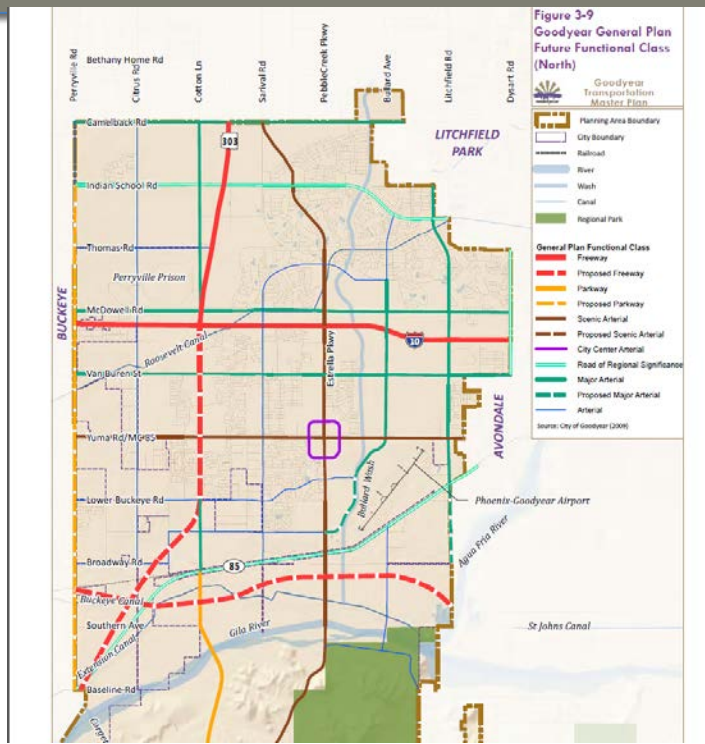 Figure 3-9
Goodyear General Plan
Future Functional Class
(North)
Goodyear
Transportation
Master Plan
Planning Area Boundary
City Boundary
Railroad
River
Wash
Canal
Regional Park
General Plan Functional Class
Freeway
Proposed Freeway
Parkway
Proposed Parkway
Scenic Arterial
Proposed Scenic Arterial
City Center Arterial
Road of Regional Significance
Major Arterial
Proposed Major Arterial
Arterial
Source: City of Goodyear (2009)
Perryville Rd
Citrus Rd
Cotton Ln
Sarival Rd
PebbleCreek Pkwy
Bullard Ave
Litchfield Rd
Dysart Rd
Bethany Home Rd
Camelback Rd
303
LITCHFIELD
PARK
Indian School Rd
Thomas Rd
Perryville Prison
BUCKEYE
McDowell Rd
Roosevelt Canal
10
Estrella Pkwy
Van Buren St
AVONDALE
Yuma Rd/MC 85
Bullard Wash
Lower Buckeye Rd
Phoenix-Goodyear Airport
Agua Fria River
Broadway Rd
85
Buckeye Canal
Southern Ave
Gila River
St Johns Canal
Extension Canal
Baseline Rd